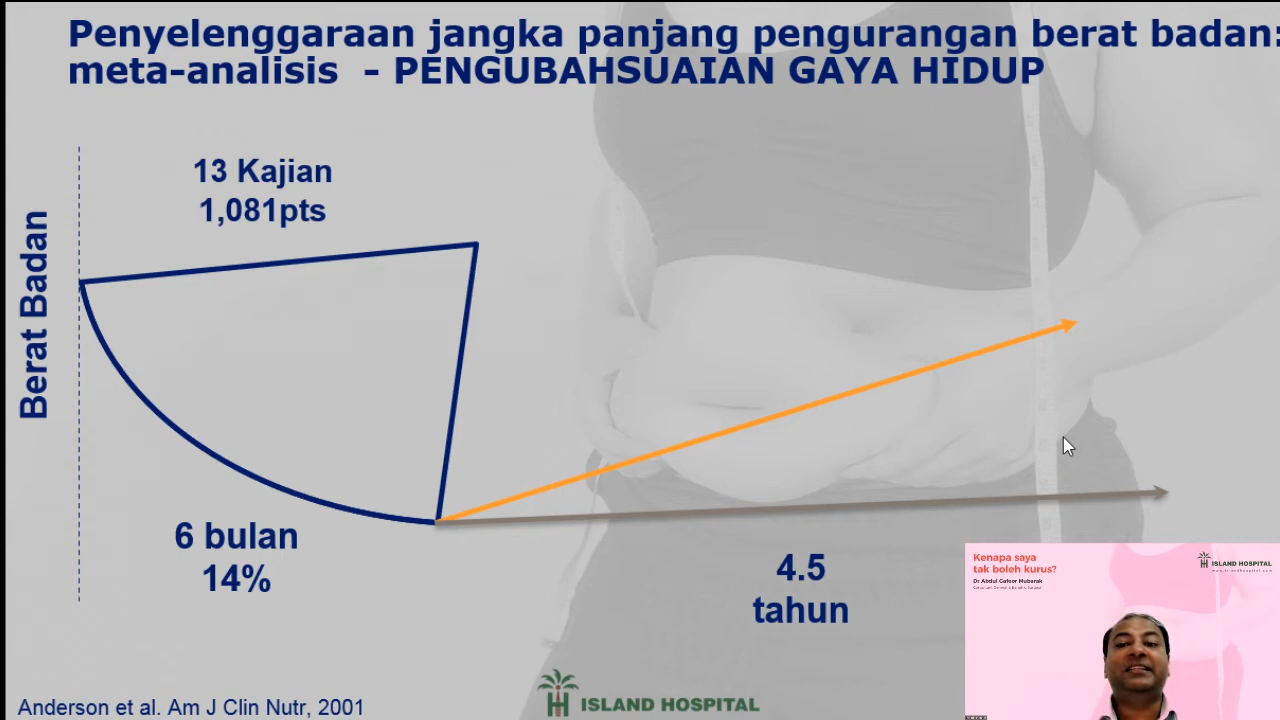 Penyelenggaraan jangka panjang pengurangan berat badan:
meta-analisis - PENGUBAHSUAIAN GAYA HIDUP
13 Kajian
1,081pts
Berat Badan
6 bulan
14%
4.5
tahun
Anderson et al. Am J Clin Nutr, 2001
ISLAND HOSPITAL
Kenapa saya
tak boleh kurus?
Dr Abdul Gafoor Mubarak
ISLAND HOSPITAL